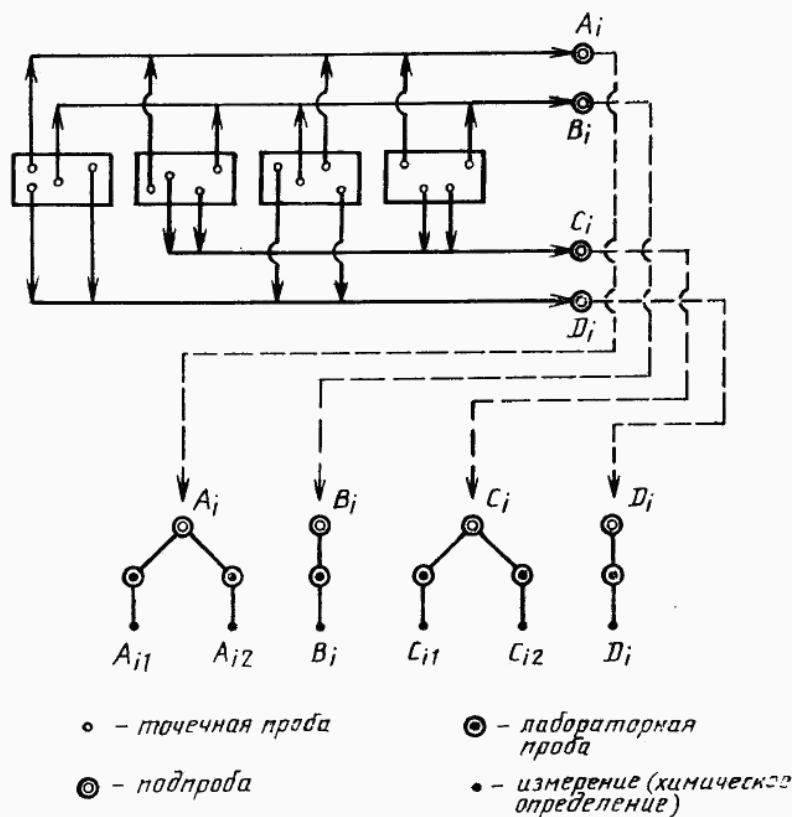 Ai
Bi
Ci
Di
Ai Bi Ci Di
Ai1 Ai2 Bi Ci1 Ci2 Di
- точечная проба
- лабораторная
проба
- подпроба
- измерение (химическое
определение)